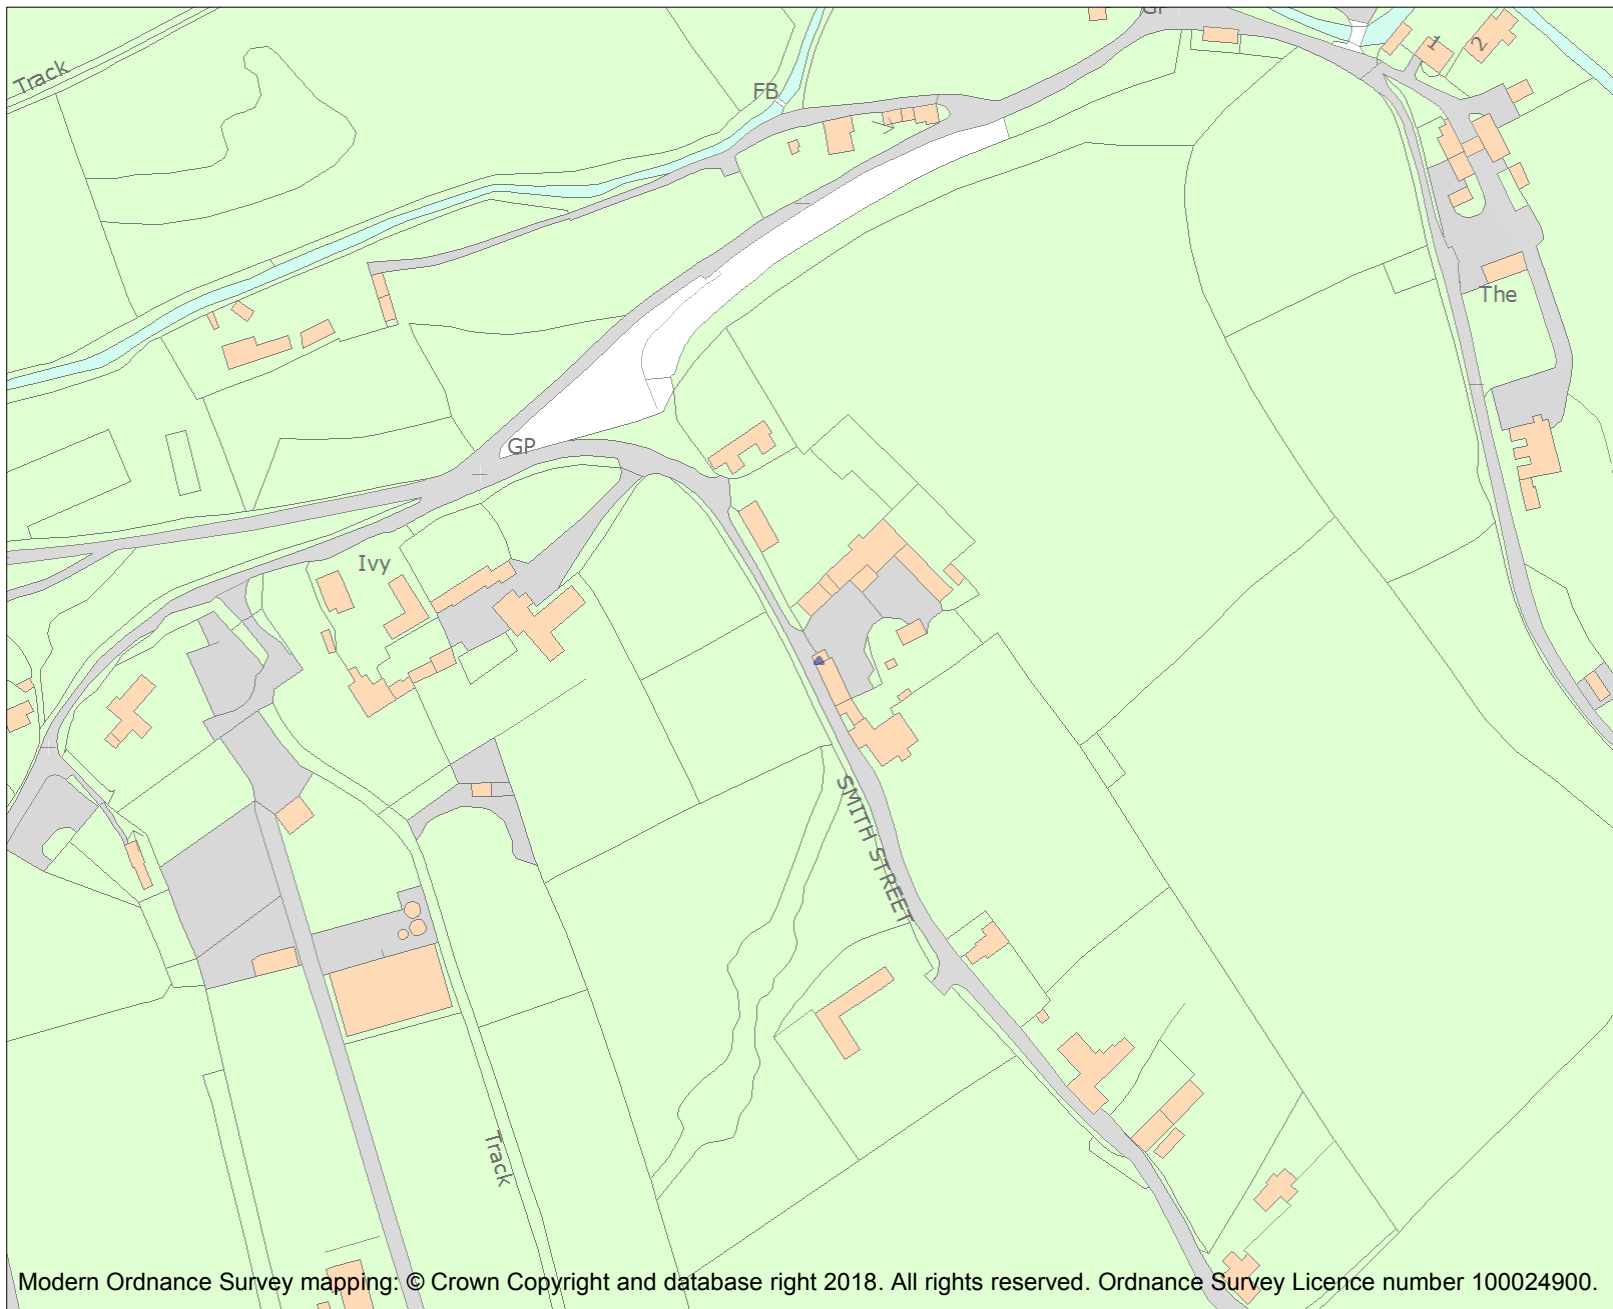 GP
1
2
Track
FB
The
GP
Ivy
SMITH STREET
Track
Modern Ordnance Survey mapping: © Crown Copyright and database right 2018. All rights reserved. Ordnance Survey Licence number 100024900.